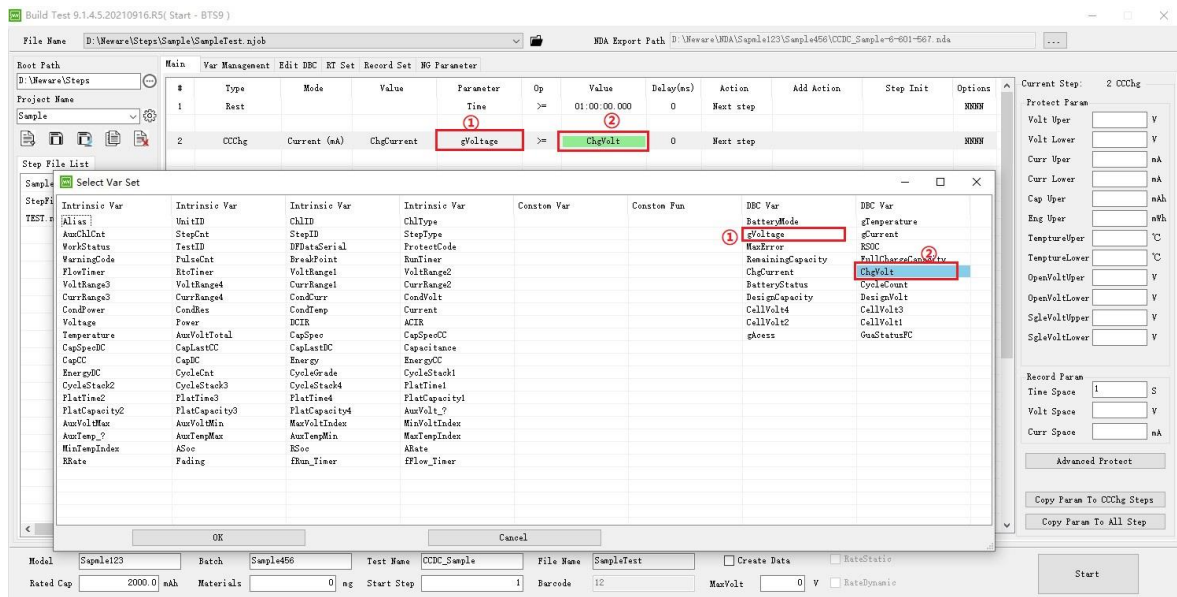 Build Test 9.1.4.5.20210916.R5( Start - BTS9 )
File Name D:\Neware\Steps\Sample\SampleTest.njob NDA Export Path D:\Neware\NDA\Sapmle123\Sample456\CCDC_Sample-6-601-567.nda ...
Root Path
D:\Neware\Steps
Project Name
Sample
Step File List
Sample
StepFi
TEST.n
Main Var Management Edit DBC RT Set Record Set NG Parameter
# Type Mode Value Parameter Op Value Delay(ms) Action Add Action Step Init Options
1 Rest Time >= 01:00:00.000 0 Next step NNNN
① ②
2 CCChg Current (mA) ChgCurrent gVoltage >= ChgVolt 0 Next step NNNN
Select Var Set
Intrinsic Var Intrinsic Var Intrinsic Var Intrinsic Var Constom Var Constom Fun DBC Var DBC Var
Alias UnitID ChlID ChlType BatteryMode gTemperature
AuxChlCnt StepCnt StepID StepType ① gVoltage gCurrent
WorkStatus TestID DFDataSerial ProtectCode MaxError RSOC
WarningCode PulseCnt BreakPoint RunTimer RemainingCapacity FullChargeCapacity ②
FlowTimer RtoTimer VoltRange1 VoltRange2 ChgCurrent ChgVolt
VoltRange3 VoltRange4 CurrRange1 CurrRange2 BatteryStatus CycleCount
CurrRange3 CurrRange4 CondCurr CondVolt DesignCapacity DesignVolt
CondPower CondRes CondTemp Current CellVolt4 CellVolt3
Voltage Power DCIR ACIR CellVolt2 CellVolt1
Temperature AuxVoltTotal CapSpec CapSpecCC gAcess GuaStatusFC
CapSpecDC CapLastCC CapLastDC Capacitance
CapCC CapDC Energy EnergyCC
EnergyDC CycleCnt CycleGrade CycleStack1
CycleStack2 CycleStack3 CycleStack4 PlatTime1
PlatTime2 PlatTime3 PlatTime4 PlatCapacity1
PlatCapacity2 PlatCapacity3 PlatCapacity4 AuxVolt_?
AuxVoltMax AuxVoltMin MaxVoltIndex MinVoltIndex
AuxTemp_? AuxTempMax AuxTempMin MaxTempIndex
MinTempIndex ASoc RSoc ARate
RRate Fading fRun_Timer fFlow_Timer
OK Cancel
Current Step: 2 CCChg
Protect Param
Volt Uper V
Volt Lower V
Curr Uper mA
Curr Lower mA
Cap Uper mAh
Eng Uper mWh
TemptureUper ℃
TemptureLower ℃
OpenVoltUper V
OpenVoltLower V
SgleVoltUpper V
SgleVoltLower V
Record Param
Time Space 1 S
Volt Space V
Curr Space mA
Advanced Protect
Copy Param To CCChg Steps
Copy Param To All Step
Model Sapmle123 Batch Sample456 Test Name CCDC_Sample File Name SampleTest Create Data RateStatic
Rated Cap 2000.0 mAh Materials 0 mg Start Step 1 Barcode 12 MaxVolt 0 V RateDynamic
Start